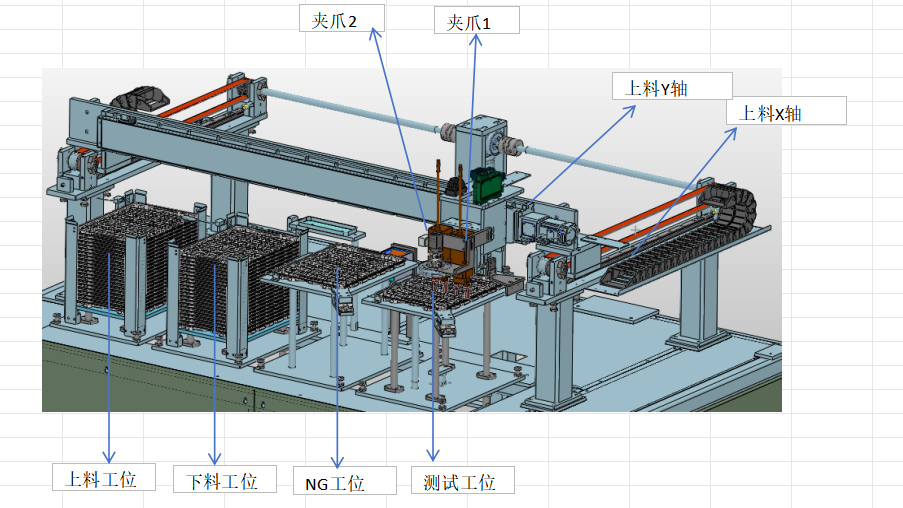 夹爪2
夹爪1
上料Y轴
上料X轴
上料工位
下料工位
NG工位
测试工位